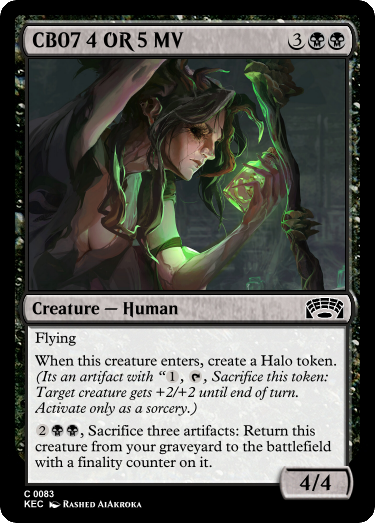 CB07 4 OR 5 MV 3
Creature — Human
Flying
When this creature enters, create a Halo token.
(Its an artifact with “1, , Sacrifice this token:
Target creature gets +2/+2 until end of turn.
Activate only as a sorcery.)
2 , Sacrifice three artifacts: Return this
creature from your graveyard to the battlefield
with a finality counter on it.
4/4
C 0083
KEC Rashed AlAkroka